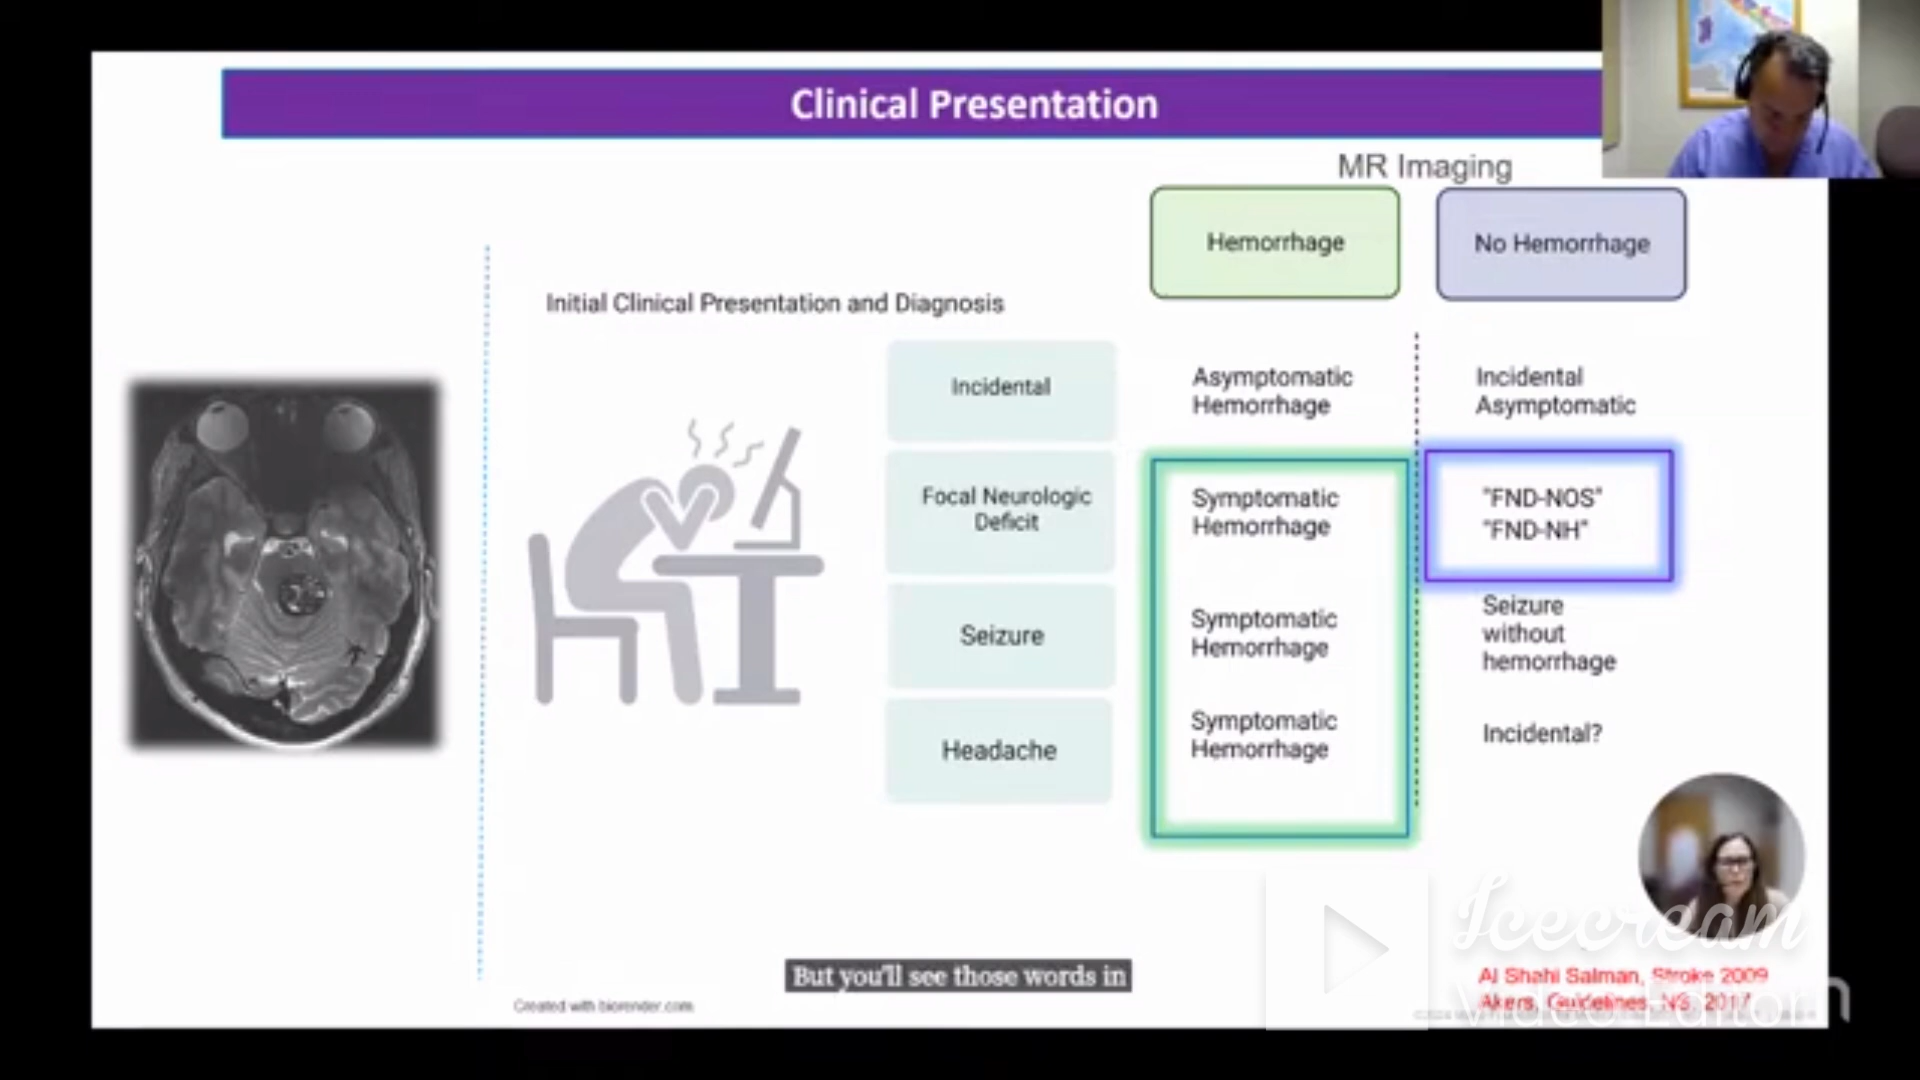 Clinical Presentation
MR Imaging
Hemorrhage
No Hemorrhage
Initial Clinical Presentation and Diagnosis
Incidental
Asymptomatic
Hemorrhage
Incidental
Asymptomatic
Focal Neurologic
Deficit
Symptomatic
Hemorrhage
"FND-NOS"
"FND-NH"
Seizure
Symptomatic
Hemorrhage
Seizure
without
hemorrhage
Headache
Symptomatic
Hemorrhage
Incidental?
Icecream
Video Editor
But you'll see those words in
Al Shahi Salman, Stroke 2009
Akers, Guidelines, NS, 2017
Created with biorender.com